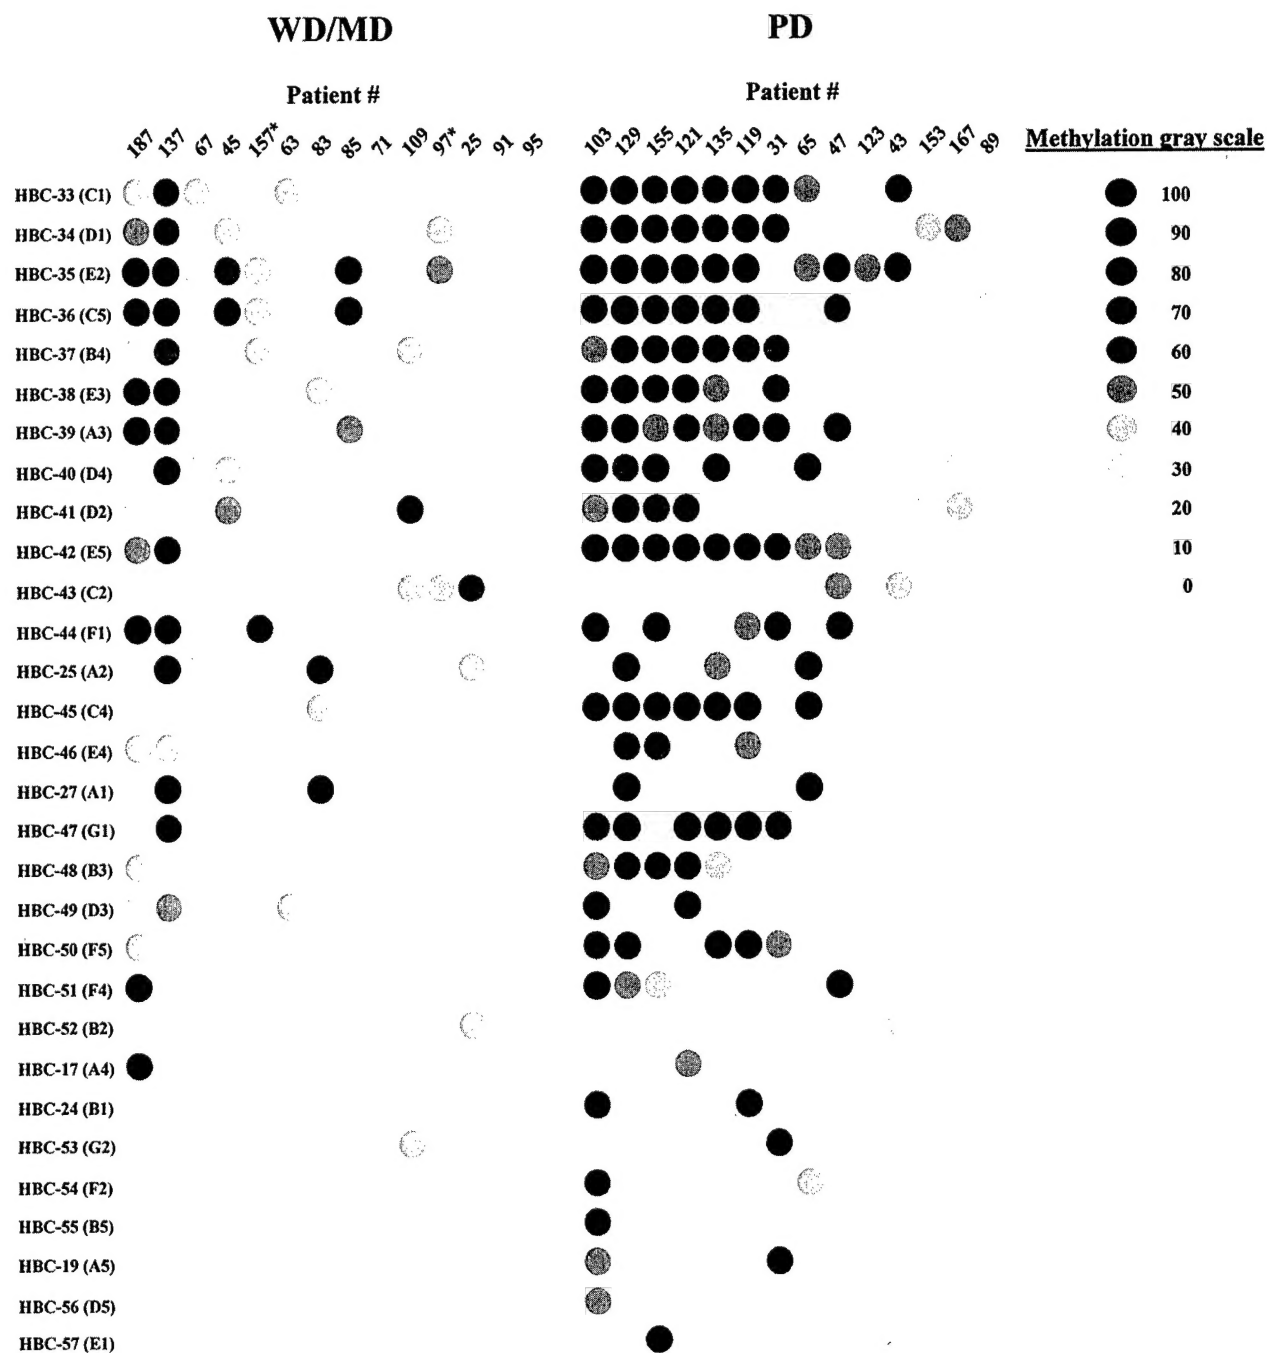 WD/MD PD
Patient # Patient #
187 137 67 45 157* 63 83 85 71 109 97* 25 91 95 103 129 155 121 135 119 31 65 47 123 43 153 167 89 Methylation gray scale
HBC-33 (C1) 100
HBC-34 (D1) 90
HBC-35 (E2) 80
HBC-36 (C5) 70
HBC-37 (B4) 60
HBC-38 (E3) 50
HBC-39 (A3) 40
HBC-40 (D4) 30
HBC-41 (D2) 20
HBC-42 (E5) 10
HBC-43 (C2) 0
HBC-44 (F1)
HBC-25 (A2)
HBC-45 (C4)
HBC-46 (E4)
HBC-27 (A1)
HBC-47 (G1)
HBC-48 (B3)
HBC-49 (D3)
HBC-50 (F5)
HBC-51 (F4)
HBC-52 (B2)
HBC-17 (A4)
HBC-24 (B1)
HBC-53 (G2)
HBC-54 (F2)
HBC-55 (B5)
HBC-19 (A5)
HBC-56 (D5)
HBC-57 (E1)